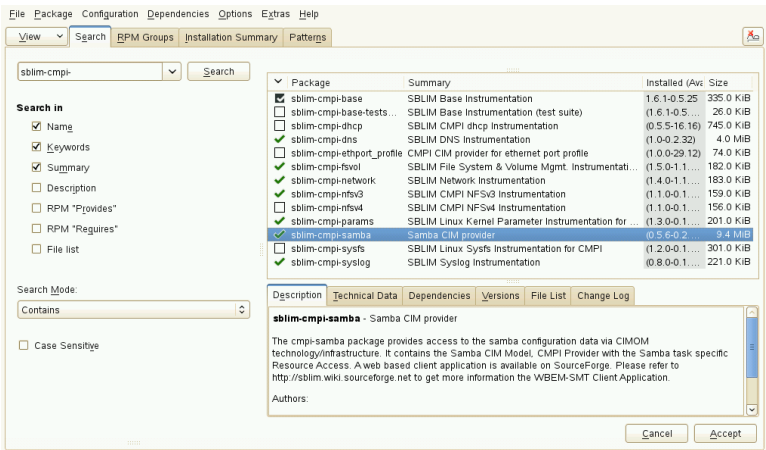 File Package Configuration Dependencies Options Extras Help
View Search RPM Groups Installation Summary Patterns
sblim-cmpi- Search
Search in
Name
Keywords
Summary
Description
RPM "Provides"
RPM "Requires"
File list
Search Mode:
Contains
Case Sensitive
Package Summary Installed (Ava Size
sblim-cmpi-base SBLIM Base Instrumentation 1.6.1-0.5.25 335.0 KiB
sblim-cmpi-base-tests... SBLIM Base Instrumentation (test suite) (1.6.1-0.5.... 26.0 KiB
sblim-cmpi-dhcp SBLIM CMPI dhcp Instrumentation (0.5.5-16.16) 745.0 KiB
sblim-cmpi-dns SBLIM DNS Instrumentation (1.0-0.2.32) 4.0 MiB
sblim-cmpi-ethport_profile CMPI CIM provider for ethernet port profile (1.0.0-29.12) 74.0 KiB
sblim-cmpi-fsvol SBLIM File System & Volume Mgmt. Instrumentati... (1.5.0-1.1.... 182.0 KiB
sblim-cmpi-network SBLIM Network Instrumentation (1.4.0-1.1.... 183.0 KiB
sblim-cmpi-nfsv3 SBLIM CMPI NFSv3 Instrumentation (1.1.0-0.1.... 159.0 KiB
sblim-cmpi-nfsv4 SBLIM CMPI NFSv4 Instrumentation (1.1.0-0.1.... 156.0 KiB
sblim-cmpi-params SBLIM Linux Kernel Parameter Instrumentation for ... (1.3.0-0.1.... 201.0 KiB
sblim-cmpi-samba Samba CIM provider (0.5.6-0.2.... 9.4 MiB
sblim-cmpi-sysfs SBLIM Linux Sysfs Instrumentation for CMPI (1.2.0-0.1.... 301.0 KiB
sblim-cmpi-syslog SBLIM Syslog Instrumentation (0.8.0-0.1.... 221.0 KiB
Description Technical Data Dependencies Versions File List Change Log
sblim-cmpi-samba - Samba CIM provider
The cmpi-samba package provides access to the samba configuration data via CIMOM
technology/infrastructure. It contains the Samba CIM Model, CMPI Provider with the Samba task specific
Resource Access. A web based client application is available on SourceForge. Please refer to
http://sblim.wiki.sourceforge.net to get more information the WBEM-SMT Client Application.
Authors:
Cancel Accept